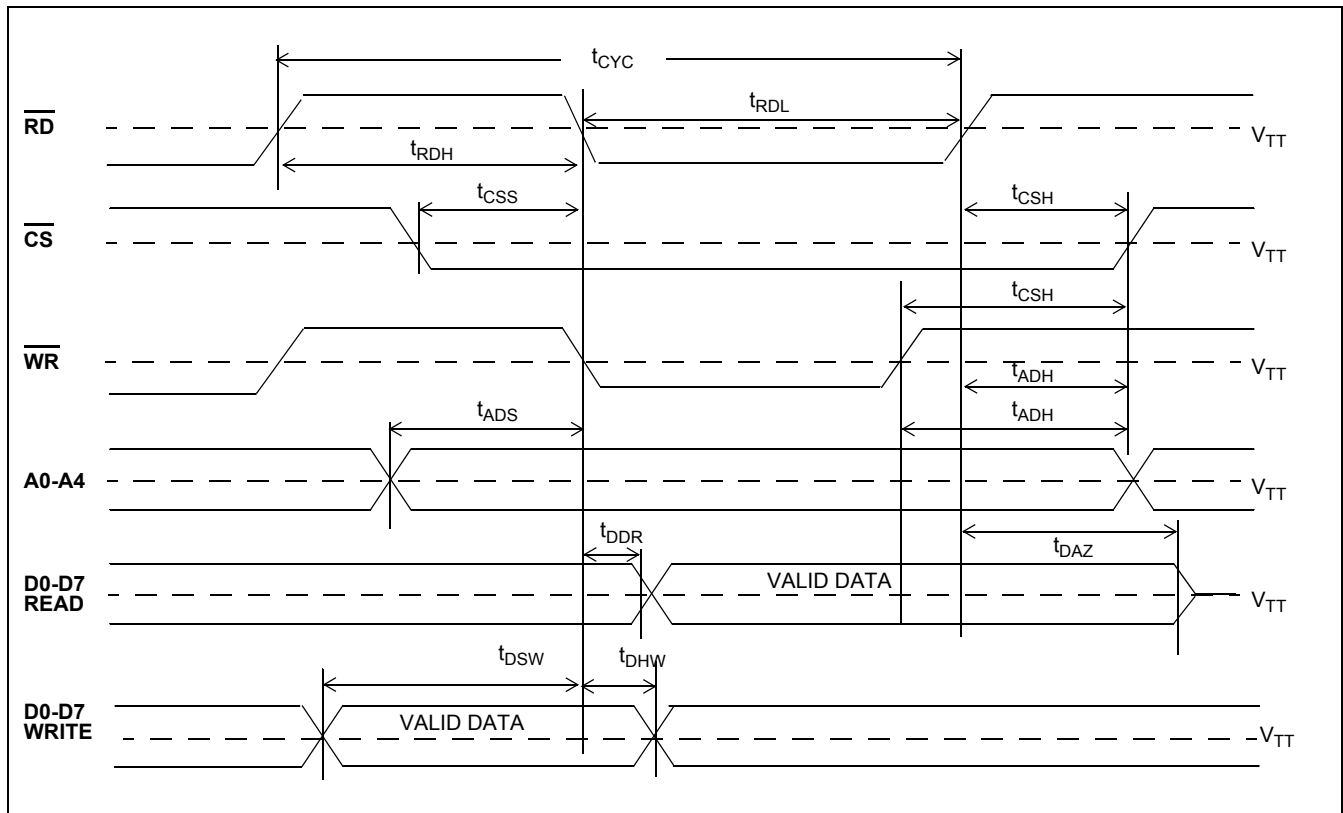 tCYC
RD
tRDL
VTT
tRDH
tCSS
tCSH
CS
VTT
tCSH
WR
VTT
tADH
tADS
tADH
A0-A4
VTT
tDDR
tDAZ
D0-D7
READ
VALID DATA
VTT
tDSW
tDHW
D0-D7
WRITE
VALID DATA
VTT